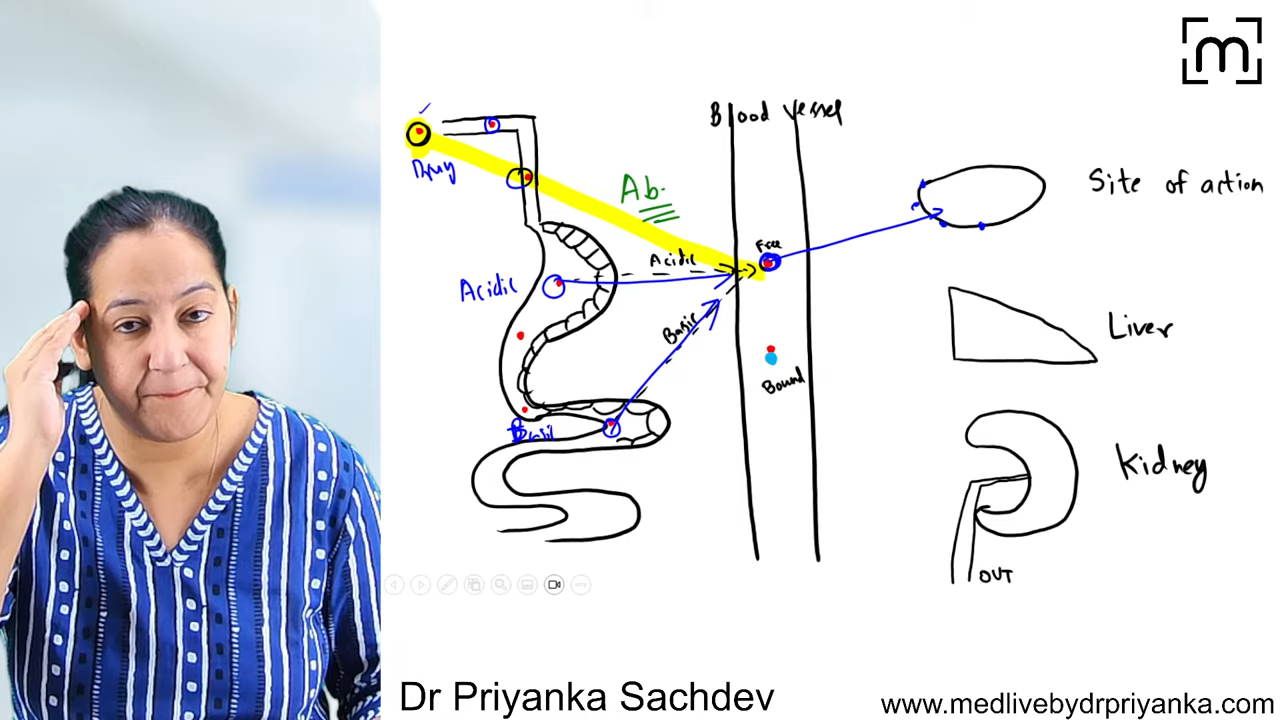 m
Blood Vessel
Drug
Ab.
Site of action
Free
Acidic
Acidic
Basic
Liver
Bound
Basic
Kidney
OUT
Dr Priyanka Sachdev
www.medlivebydrpriyanka.com